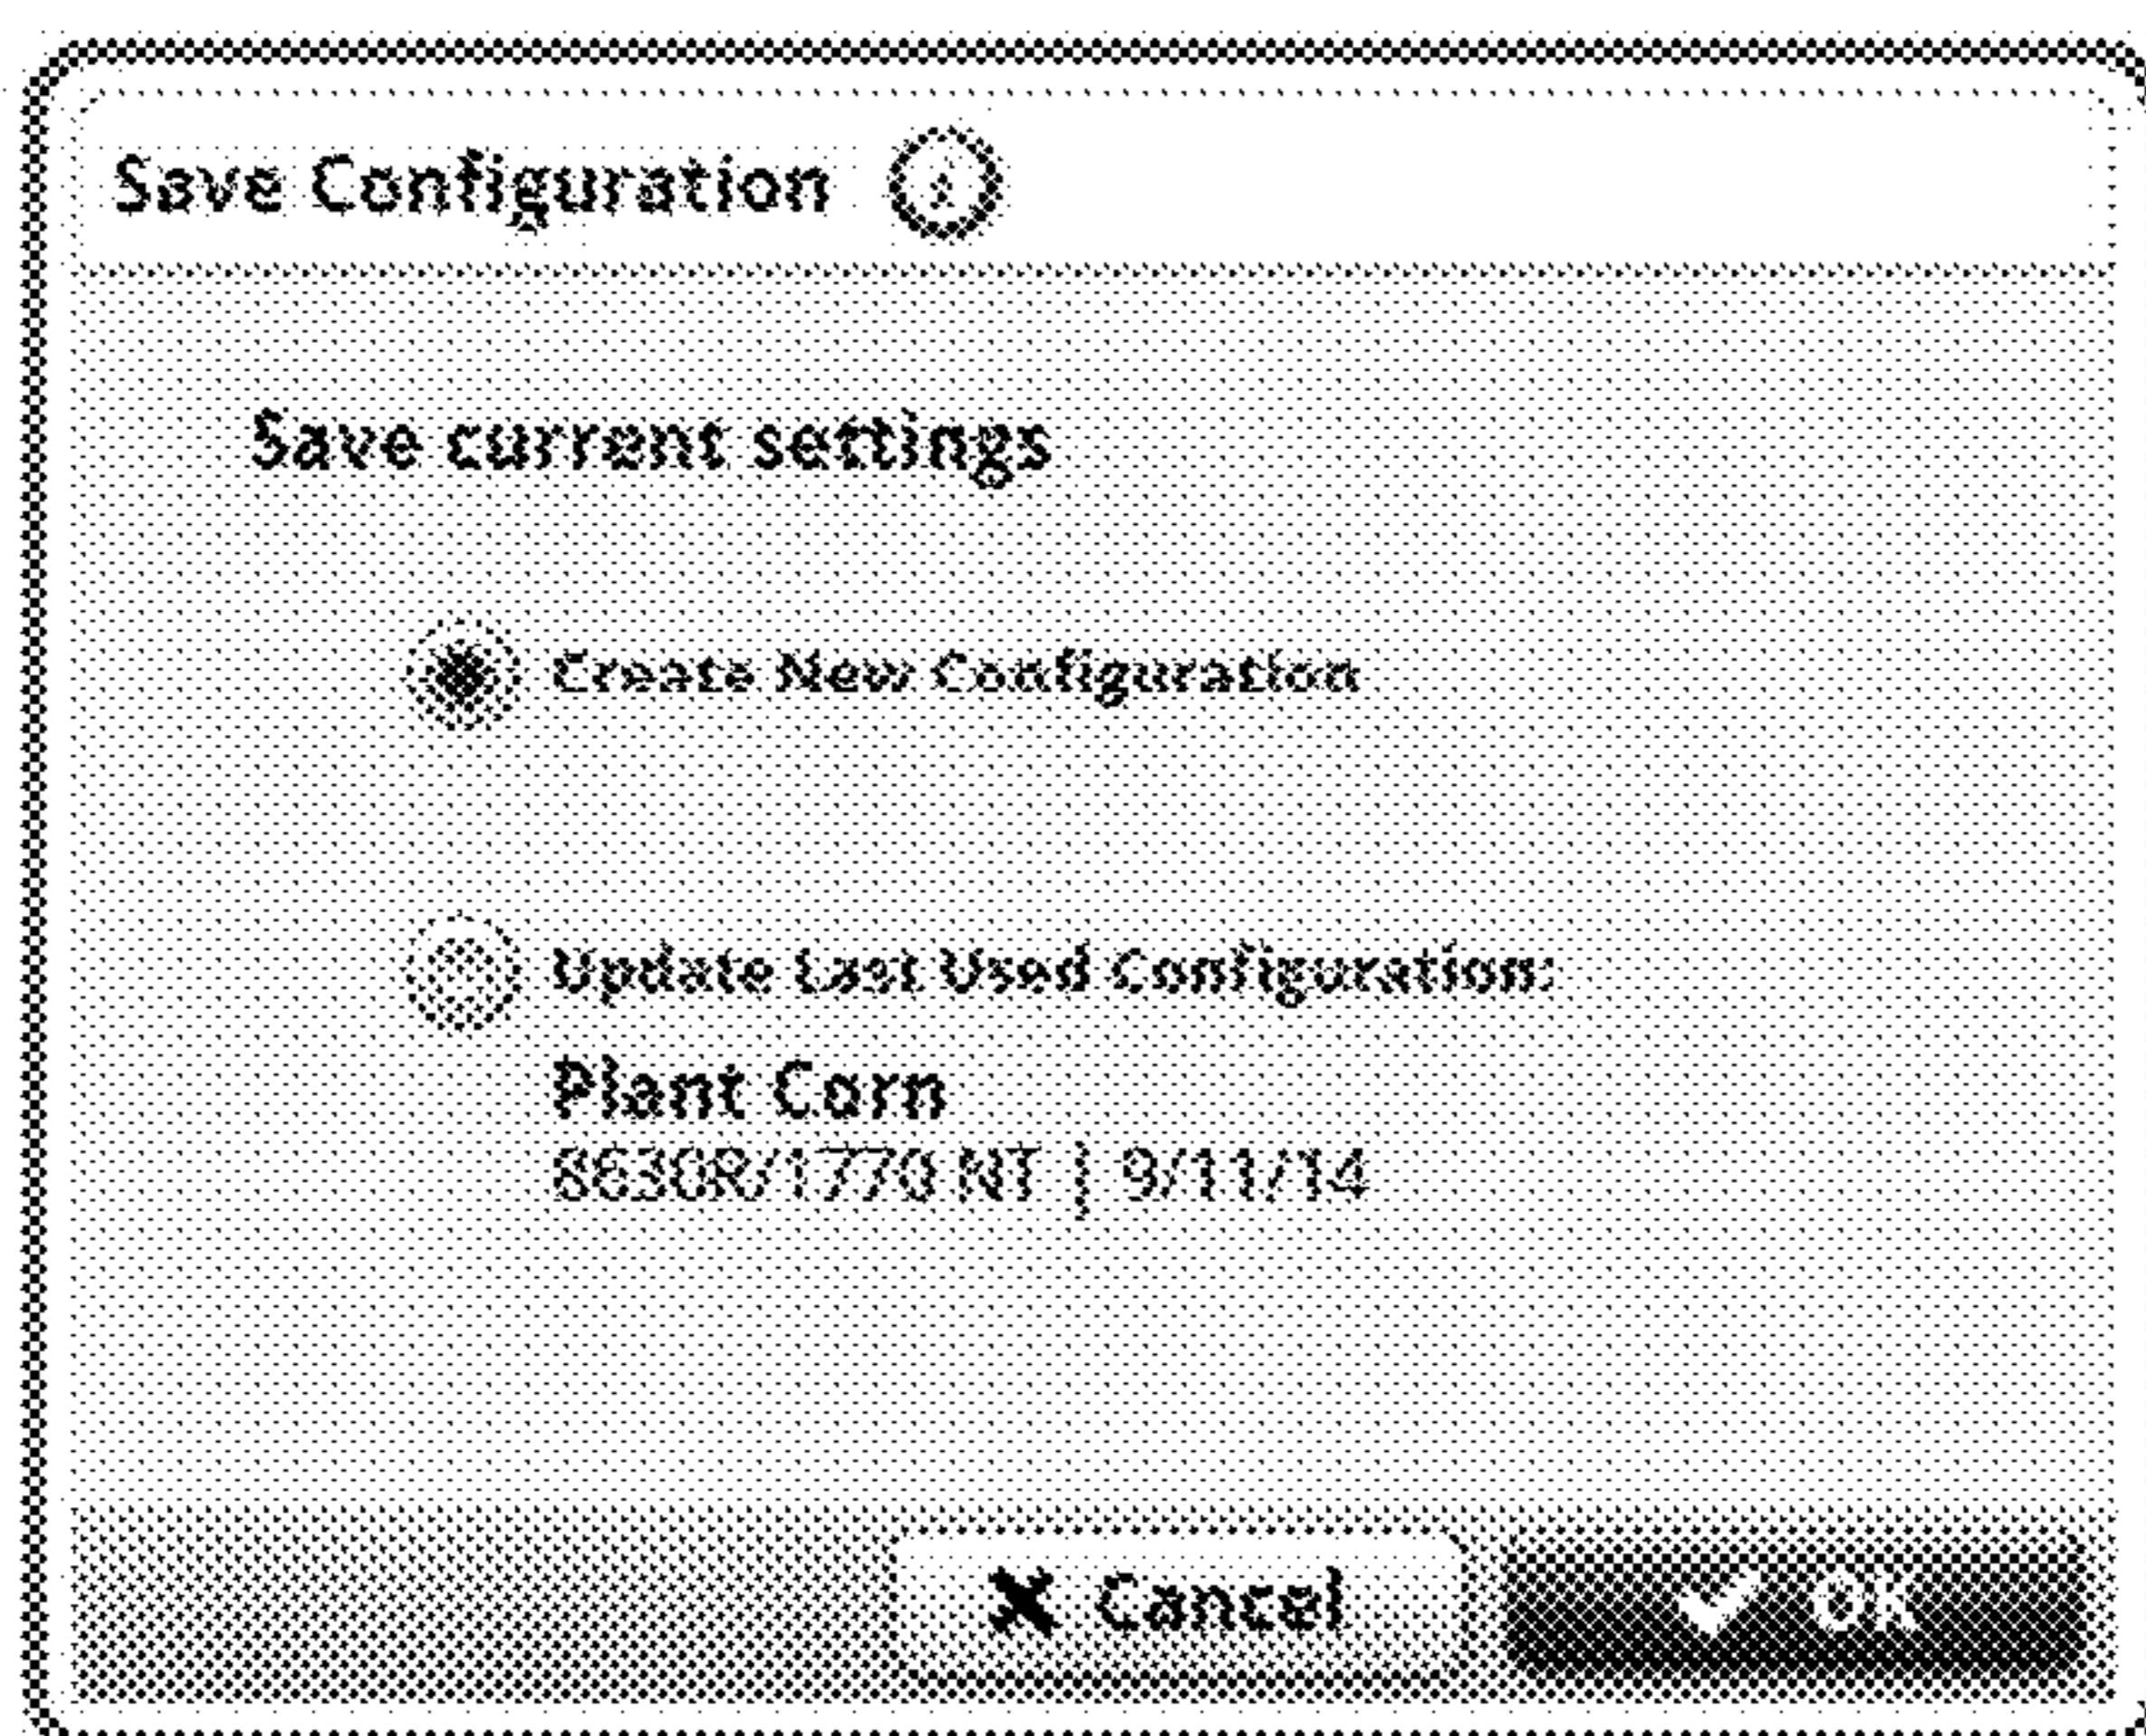 Save Configuration i
Save current settings
Create New Configuration
Update Last Used Configuration:
Plant Corn
8630R/1770 NT | 9/11/14
Cancel
OK